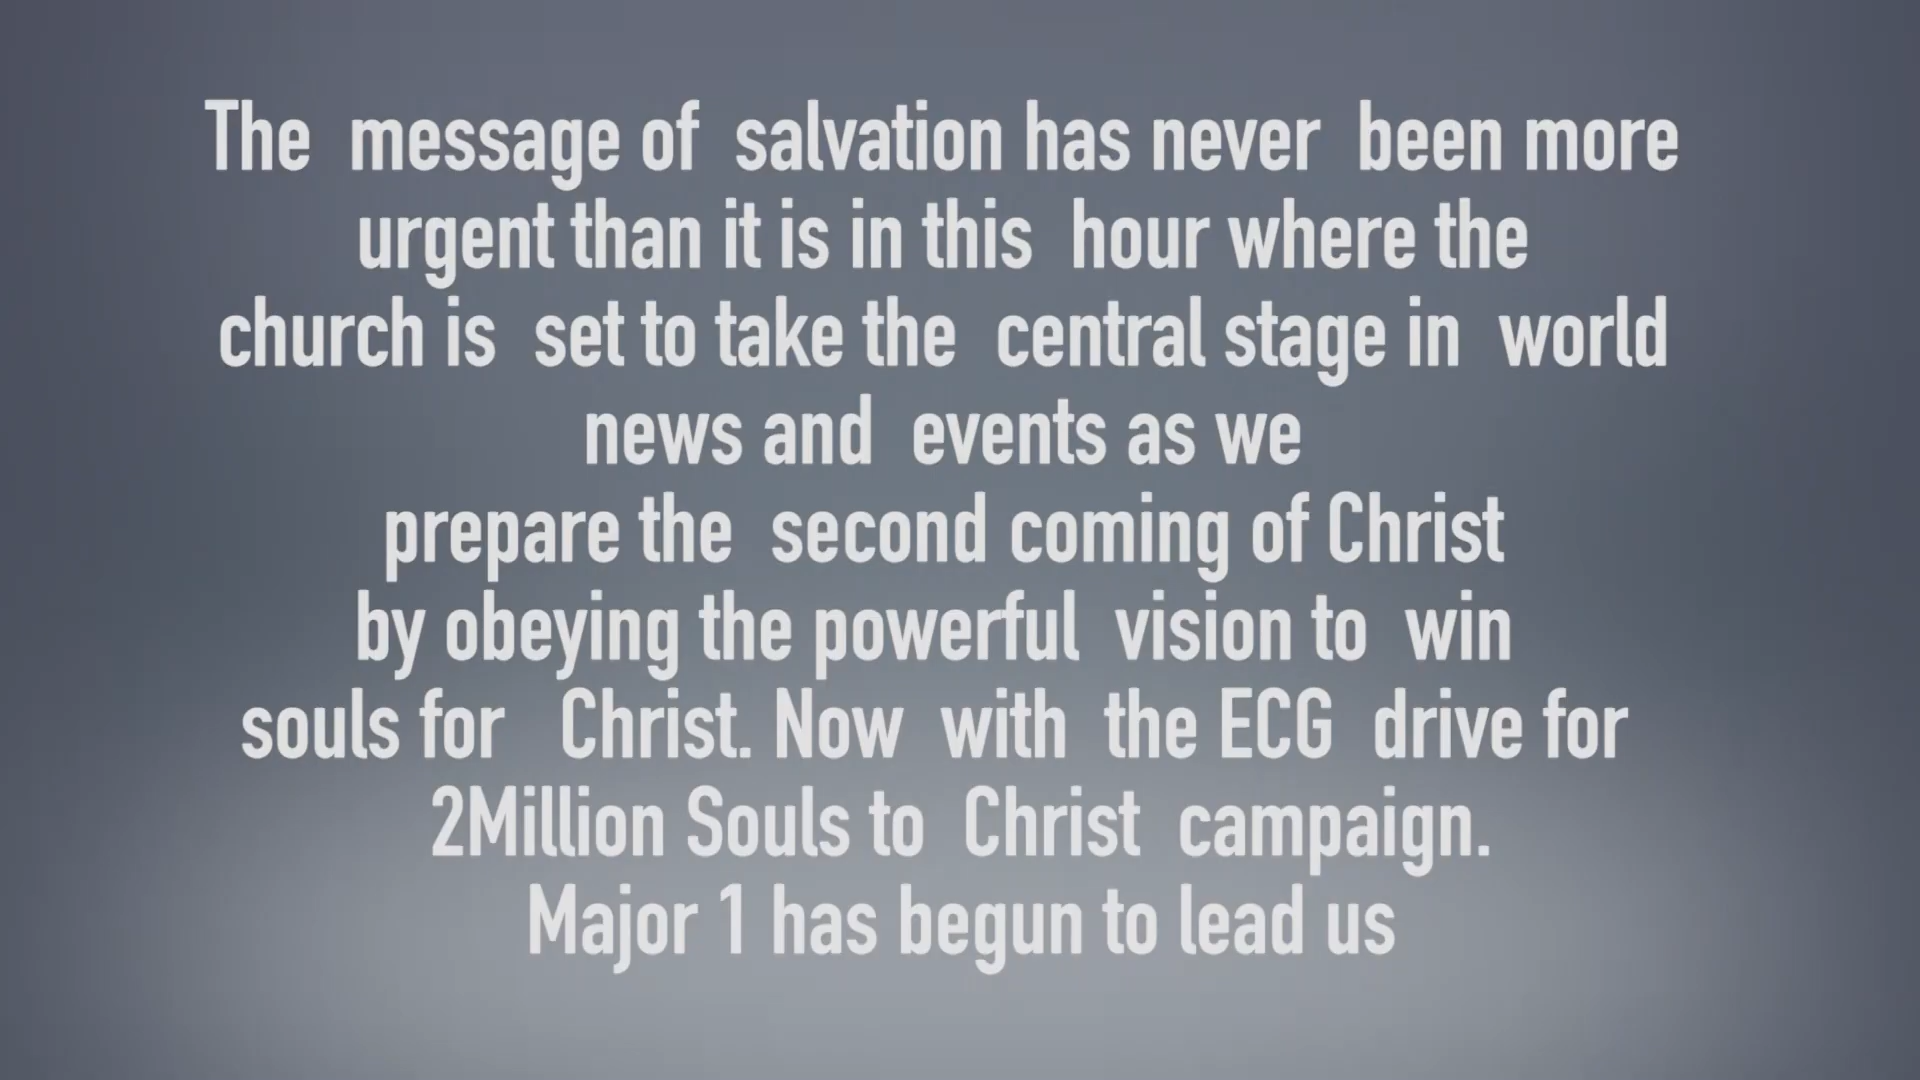 The message of salvation has never been more
urgent than it is in this hour where the
church is set to take the central stage in world
news and events as we
prepare the second coming of Christ
by obeying the powerful vision to win
souls for Christ. Now with the ECG drive for
2Million Souls to Christ campaign.
Major 1 has begun to lead us